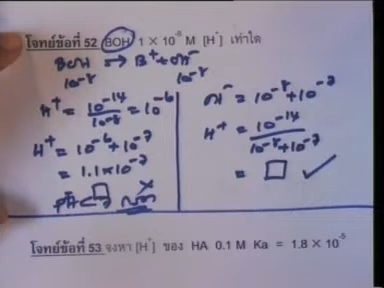 โจทย์ข้อที่ 52 BOH 1 × 10⁻⁸ M [H⁺] เท่าใด
BOH ⇌ B⁺ + OH⁻
10⁻⁸ 10⁻⁸
H⁺ = 10⁻¹⁴ / 10⁻⁸ = 10⁻⁶
H⁺ = 10⁻⁶ + 10⁻⁷
= 1.1 × 10⁻⁷
pH < 7
OH⁻ = 10⁻⁸ + 10⁻⁷
H⁺ = 10⁻¹⁴ / 10⁻⁸ + 10⁻⁷
= □ ✓
โจทย์ข้อที่ 53 จงหา [H⁺] ของ HA 0.1 M Ka = 1.8 × 10⁻⁵